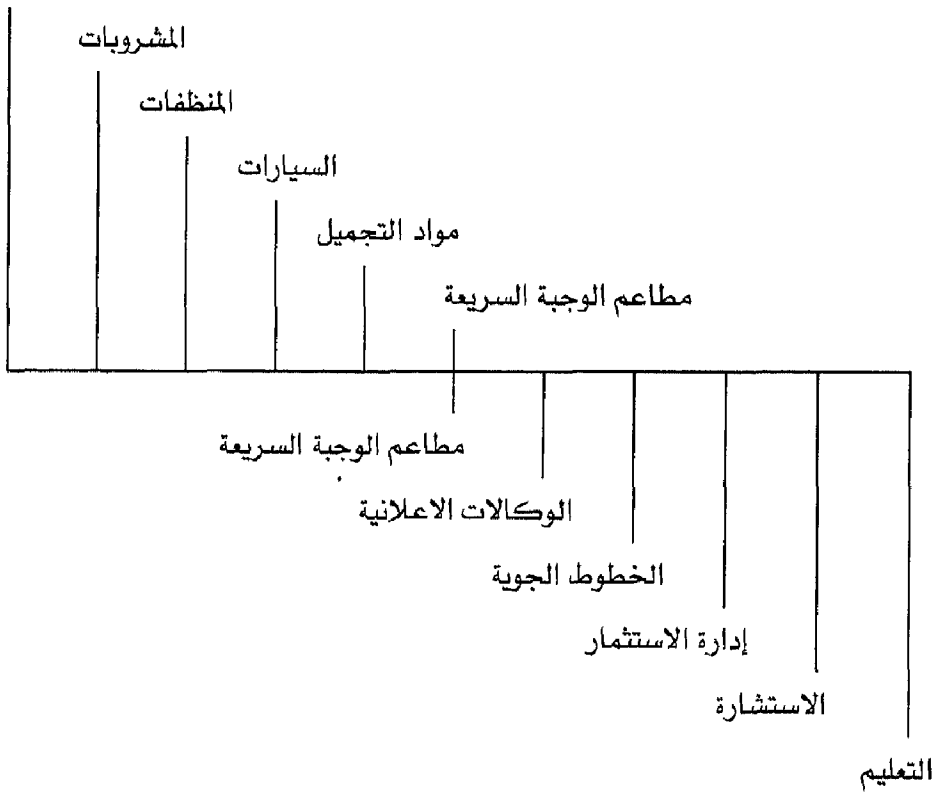 المشروبات
المنظفات
السيارات
مواد التجميل
مطاعم الوجبة السريعة
مطاعم الوجبة السريعة
الوكالات الاعلانية
الخطوط الجوية
إدارة الاستثمار
الاستشارة
التعليم